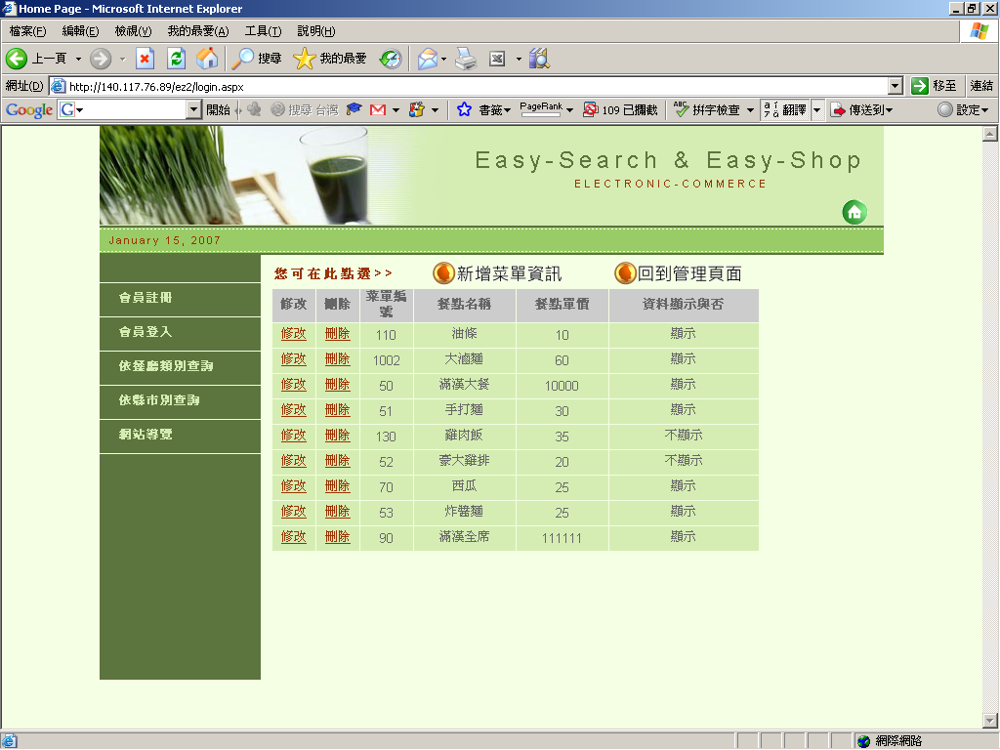 Home Page - Microsoft Internet Explorer
檔案(F) 編輯(E) 檢視(V) 我的最愛(A) 工具(T) 說明(H)
上一頁 搜尋 我的最愛
網址(D) http://140.117.76.89/ez2/login.aspx 移至 連結
Google G 開始 搜尋 台灣 書籤 PageRank 109 已攔截 ABC 拼字檢查 翻譯 傳送到 設定
Easy-Search & Easy-Shop
ELECTRONIC-COMMERCE
January 15, 2007
會員註冊
會員登入
依餐廳類別查詢
依縣市別查詢
網站導覽
您可在此點選>> 新增菜單資訊 回到管理頁面
修改 刪除 菜單編號 餐點名稱 餐點單價 資料顯示與否
修改 刪除 110 油條 10 顯示
修改 刪除 1002 大滷麵 60 顯示
修改 刪除 50 滿漢大餐 10000 顯示
修改 刪除 51 手打麵 30 顯示
修改 刪除 130 雞肉飯 35 不顯示
修改 刪除 52 豪大雞排 20 不顯示
修改 刪除 70 西瓜 25 顯示
修改 刪除 53 炸醬麵 25 顯示
修改 刪除 90 滿漢全席 111111 顯示
網際網路